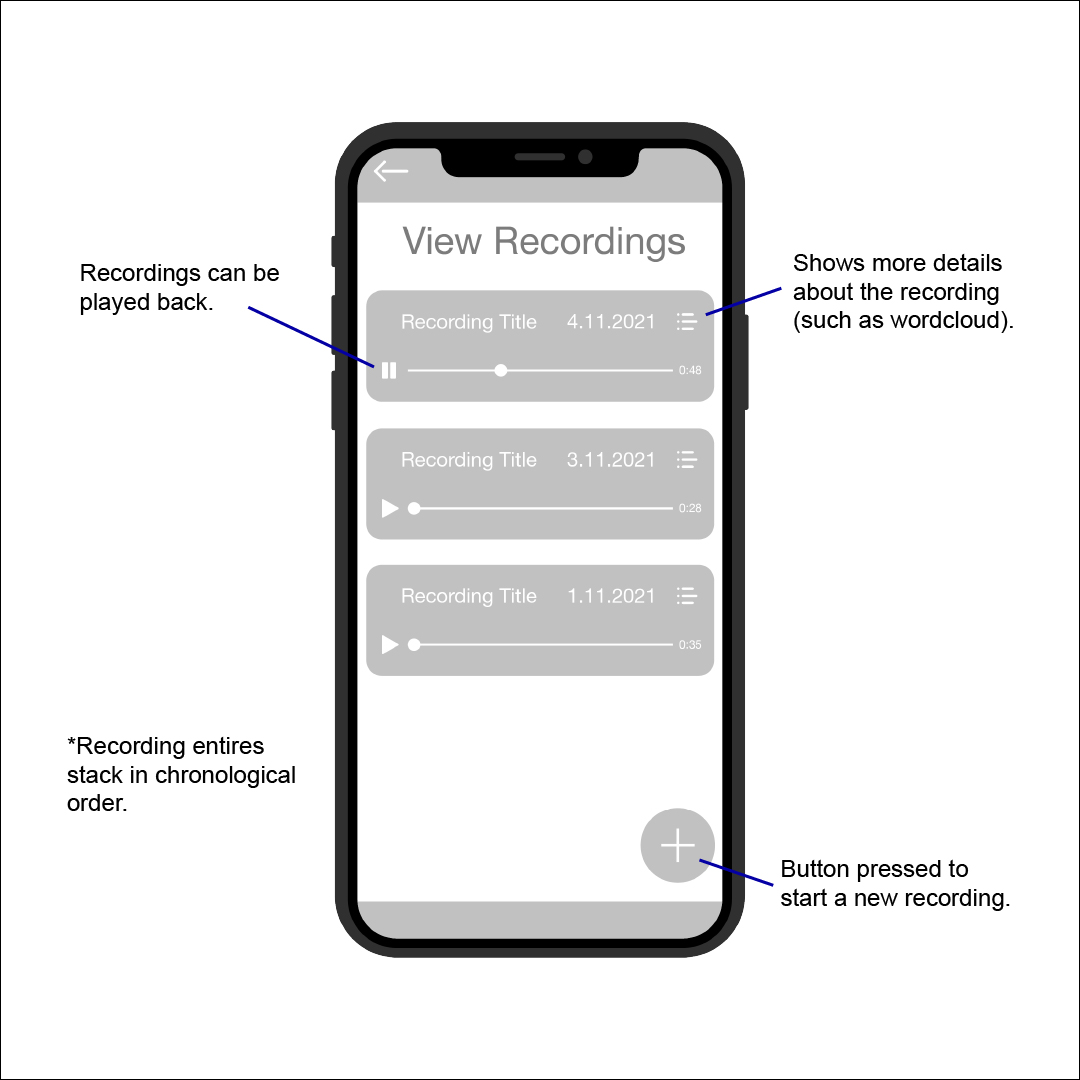 View Recordings
Recordings can be
played back.
Shows more details
about the recording
(such as wordcloud).
Recording Title 4.11.2021
0:48
Recording Title 3.11.2021
0:28
Recording Title 1.11.2021
0:35
*Recording entires
stack in chronological
order.
Button pressed to
start a new recording.